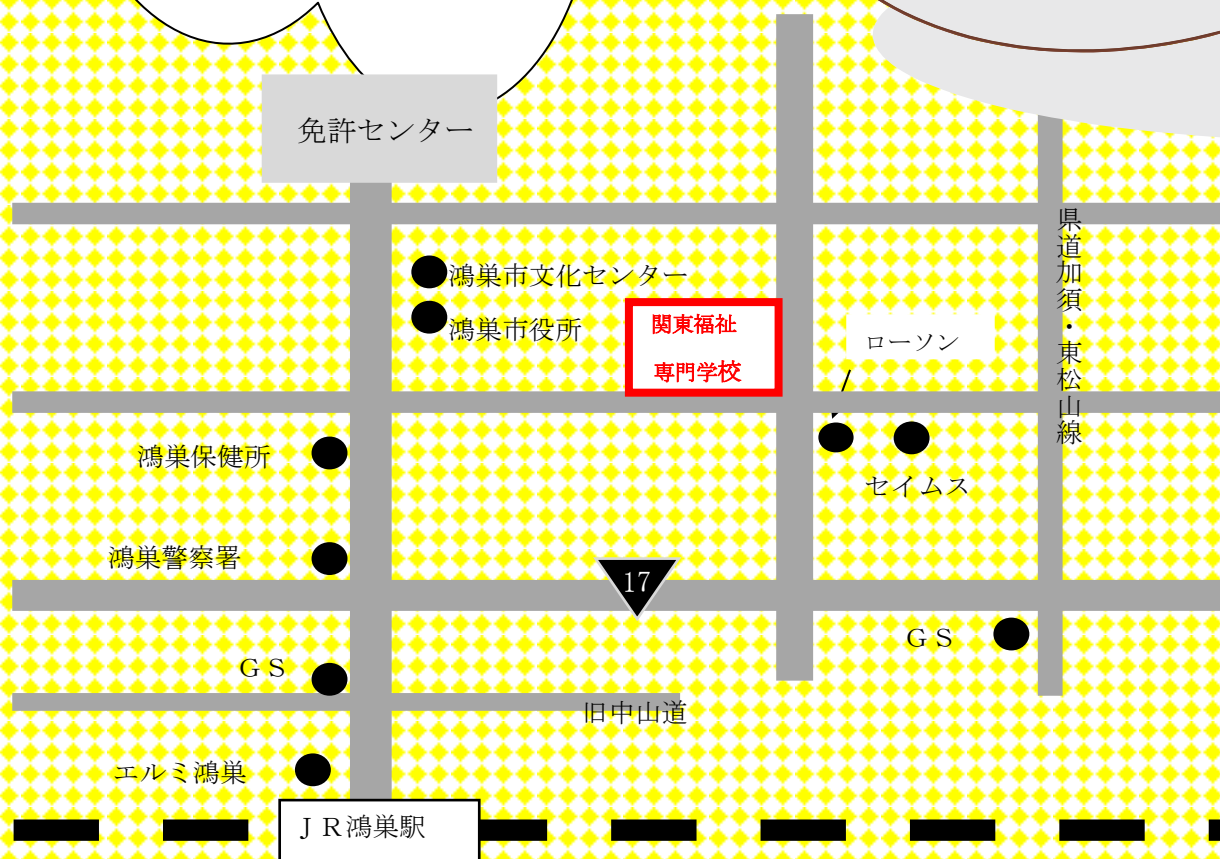 免許センター
県道加須・東松山線
鴻巣市文化センター
鴻巣市役所
関東福祉
専門学校
ローソン
鴻巣保健所
セイムス
鴻巣警察署
17
ＧＳ
ＧＳ
旧中山道
エルミ鴻巣
ＪＲ鴻巣駅